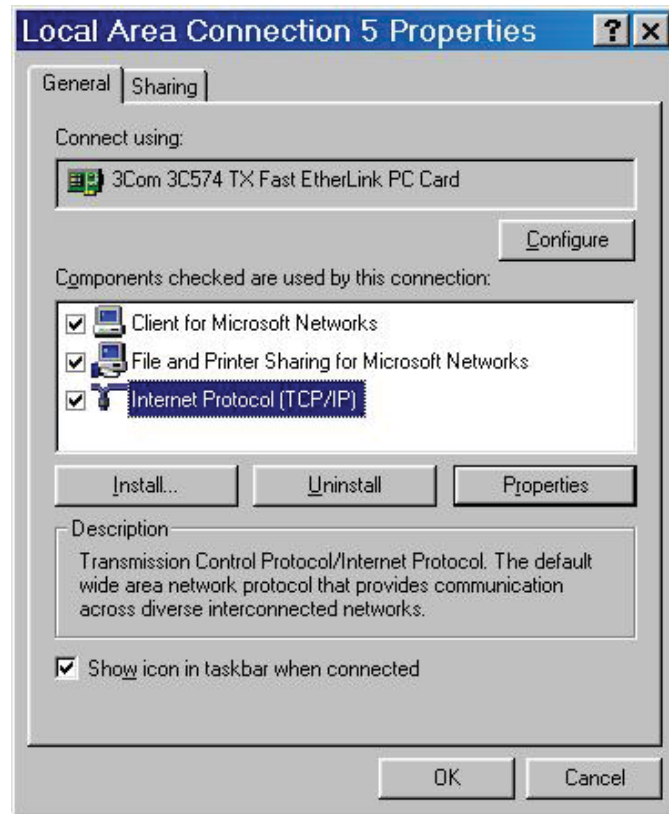 Local Area Connection 5 Properties
General
Sharing
Connect using:
3Com 3C574 TX Fast EtherLink PC Card
Configure
Components checked are used by this connection:
Client for Microsoft Networks
File and Printer Sharing for Microsoft Networks
Internet Protocol (TCP/IP)
Install...
Uninstall
Properties
Description
Transmission Control Protocol/Internet Protocol. The default
wide area network protocol that provides communication
across diverse interconnected networks.
Show icon in taskbar when connected
OK
Cancel